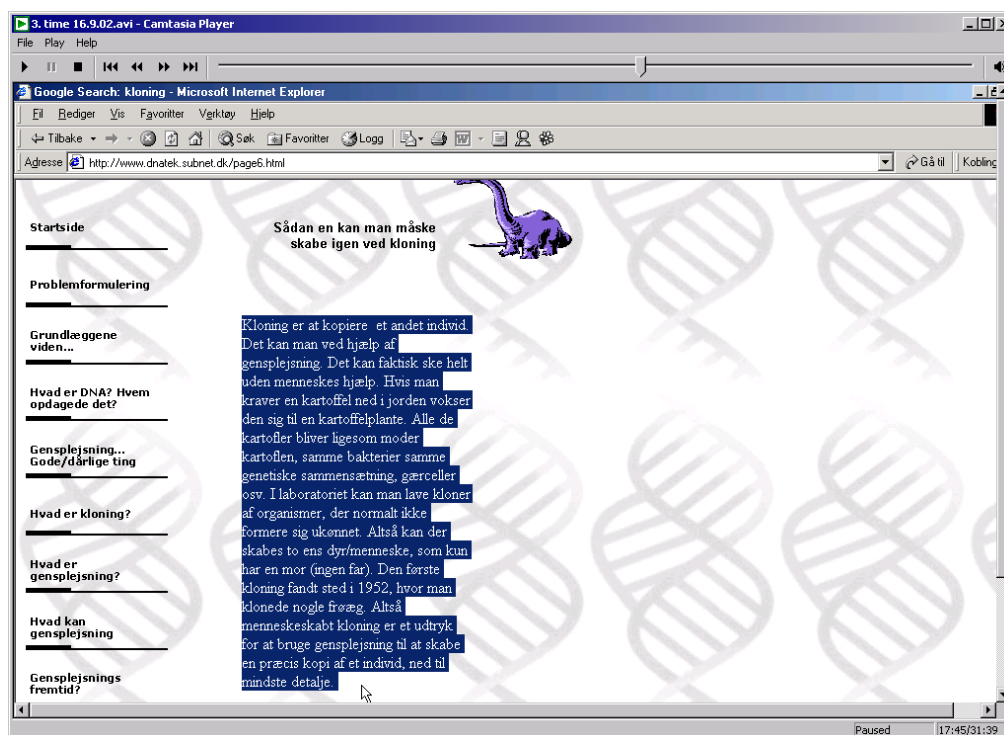 3. time 16.9.02.avi - Camtasia Player
File Play Help
Google Search: kloning - Microsoft Internet Explorer
Fil Rediger Vis Favoritter Verktøy Hjelp
Tilbake Søk Favoritter Logg
Adresse http://www.dnatek.subnet.dk/page6.html Gå til Kobling
Sådan en kan man måske
skabe igen ved kloning
Startside
Problemformulering
Grundlæggene
viden...
Hvad er DNA? Hvem
opdagede det?
Gensplejsning...
Gode/dårlige ting
Hvad er kloning?
Hvad er
gensplejsning?
Hvad kan
gensplejsning
Gensplejsnings
fremtid?
Kloning er at kopiere et andet individ.
Det kan man ved hjælp af
gensplejsning. Det kan faktisk ske helt
uden menneskes hjælp. Hvis man
kraver en kartoffel ned i jorden vokser
den sig til en kartoffelplante. Alle de
kartofler bliver ligesom moder
kartoflen, samme bakterier samme
genetiske sammensætning, gærceller
osv. I laboratoriet kan man lave kloner
af organismer, der normalt ikke
formere sig ukønnet. Altså kan der
skabes to ens dyr/menneske, som kun
har en mor (ingen far). Den første
kloning fandt sted i 1952, hvor man
klonede nogle frøæg. Altså
menneskeskabt kloning er et udtryk
for at bruge gensplejsning til at skabe
en præcis kopi af et individ, ned til
mindste detalje.
Paused 17:45/31:39